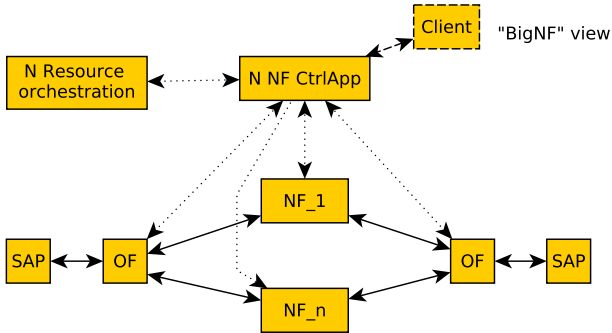 Client
"BigNF" view
N Resource
orchestration
N NF CtrlApp
NF_1
SAP
OF
OF
SAP
NF_n